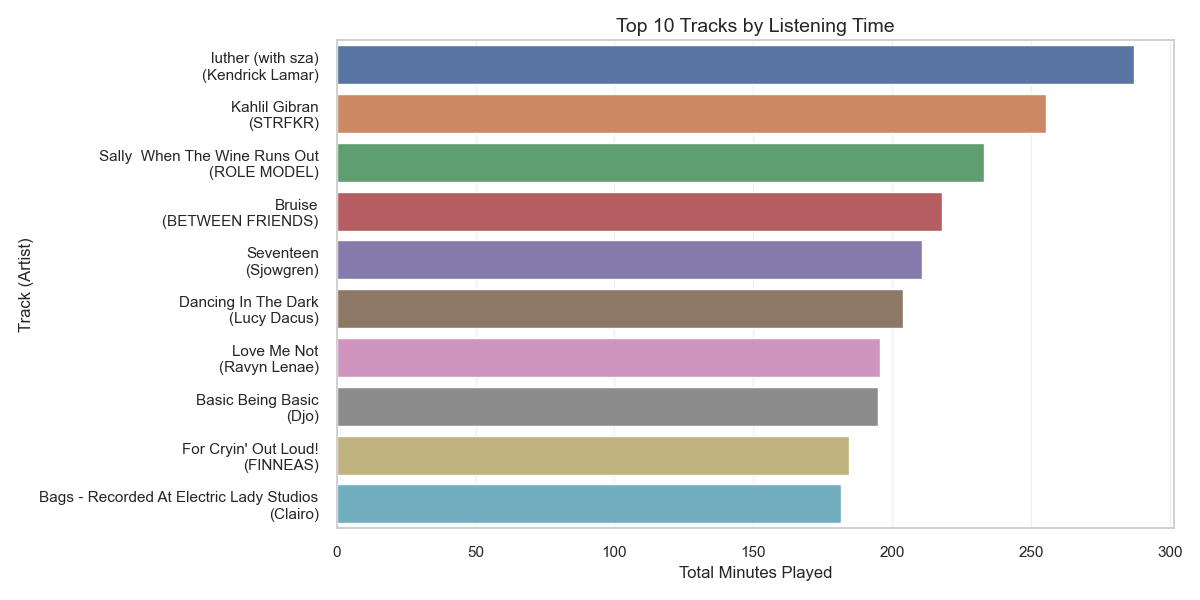 Top 10 Tracks by Listening Time
luther (with sza)
(Kendrick Lamar)
Kahlil Gibran
(STRFKR)
Sally  When The Wine Runs Out
(ROLE MODEL)
Bruise
(BETWEEN FRIENDS)
Seventeen
(Sjowgren)
Dancing In The Dark
(Lucy Dacus)
Love Me Not
(Ravyn Lenae)
Basic Being Basic
(Djo)
For Cryin' Out Loud!
(FINNEAS)
Bags - Recorded At Electric Lady Studios
(Clairo)
Track (Artist)
0 50 100 150 200 250 300
Total Minutes Played